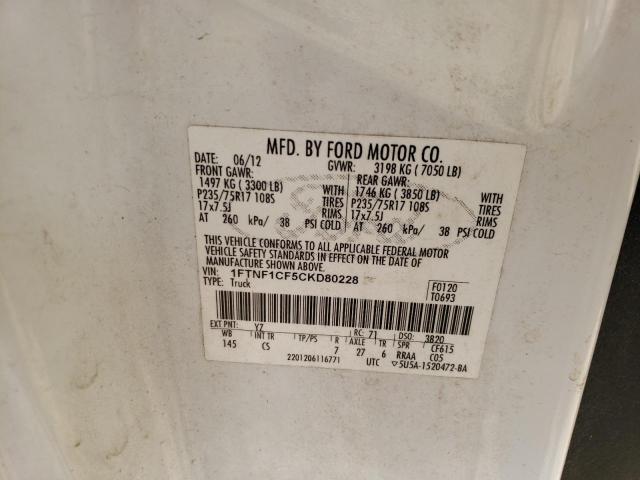 MFD. BY FORD MOTOR CO.
DATE: 06/12 GVWR: 3198 KG ( 7050 LB)
FRONT GAWR: REAR GAWR:
1497 KG ( 3300 LB) 1746 KG ( 3850 LB)
P235/75R17 108S TIRES P235/75R17 108S TIRES
17x7.5J RIMS 17x7.5J RIMS
AT 260 kPa/ 38 PSI COLD AT 260 kPa/ 38 PSI COLD
THIS VEHICLE CONFORMS TO ALL APPLICABLE FEDERAL MOTOR
VEHICLE SAFETY STANDARDS IN EFFECT ON THE DATE OF
MANUFACTURE SHOWN ABOVE.
VIN: 1FTNF1CF5CKD80228 F0120
TYPE: Truck T0693
EXT PNT: YZ RC: 71 DSO: 3820
WB INT TR TP/PS R AXLE TR SPR CF615
145 CS 7 27 6 RRAA C05
2201206116771 UTC ▽5U5A-1520472-BA